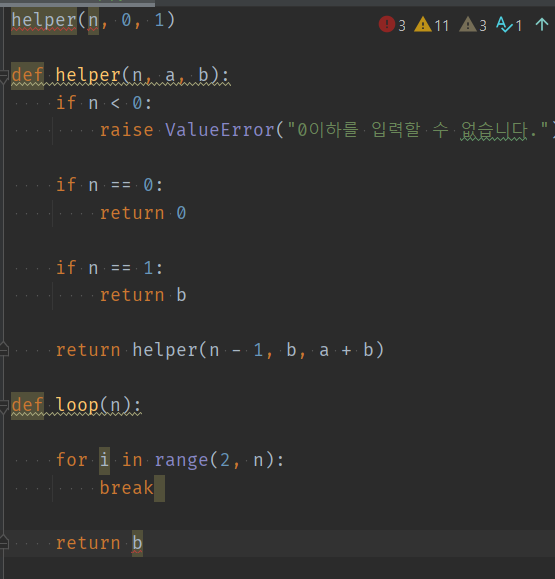 helper(n, 0, 1)
3 11 3 1
def helper(n, a, b):
if n < 0:
raise ValueError("0이하를 입력할 수 없습니다.")
if n == 0:
return 0
if n == 1:
return b
return helper(n - 1, b, a + b)
def loop(n):
for i in range(2, n):
break
return b